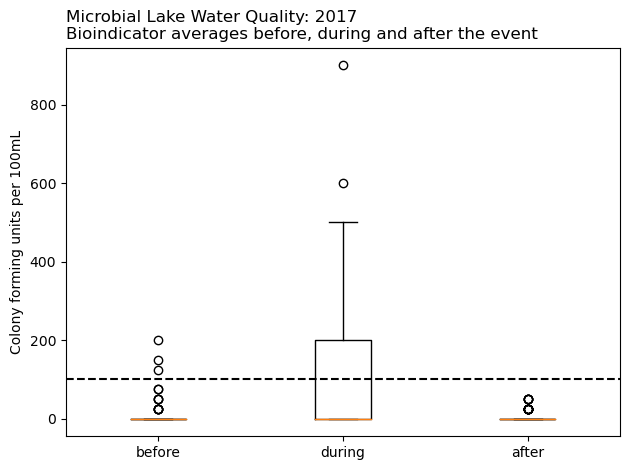 Microbial Lake Water Quality: 2017
Bioindicator averages before, during and after the event
Colony forming units per 100mL
800
600
400
200
0
before
during
after